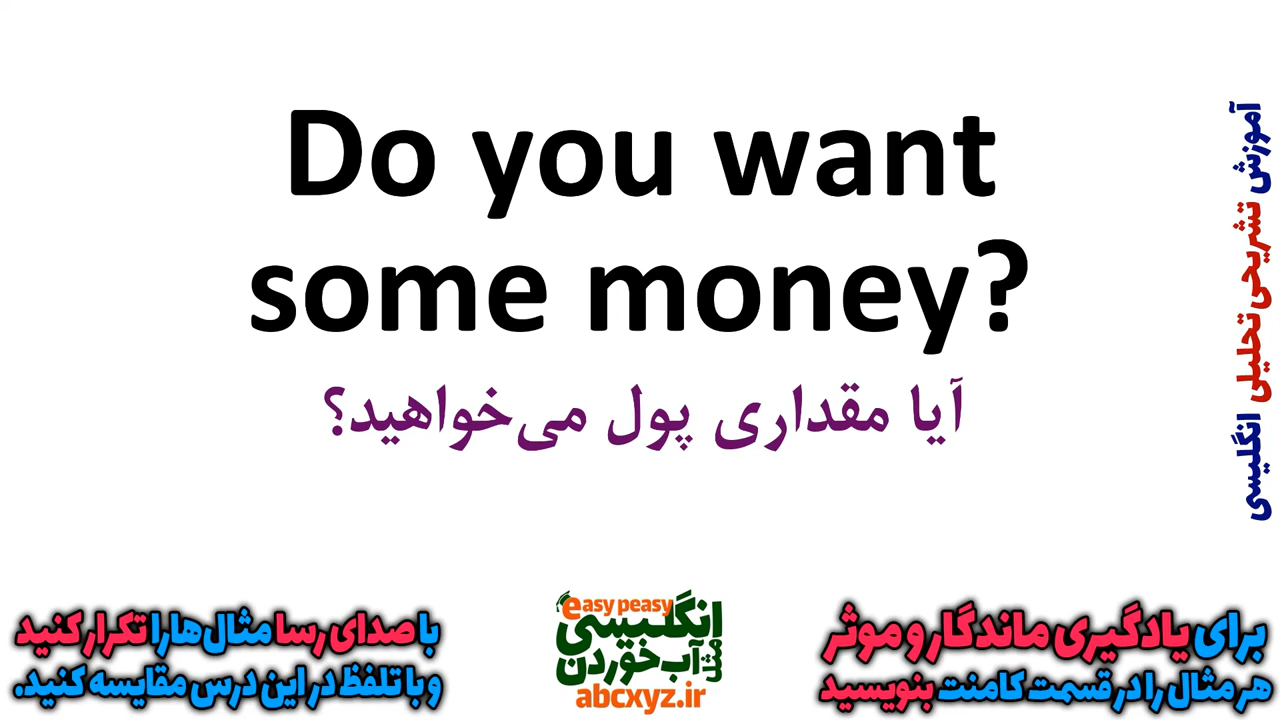 Do you want
some money?
آیا مقداری پول می‌خواهید؟
آموزش تشریحی تحلیلی انگلیسی
با صدای رسا مثال‌ها را تکرار کنید
و با تلفظ در این درس مقایسه کنید.
easy peasy
انگلیسی
مثل
آب خوردن
abcxyz.ir
برای یادگیری ماندگار و موثر
هر مثال را در قسمت کامنت بنویسید